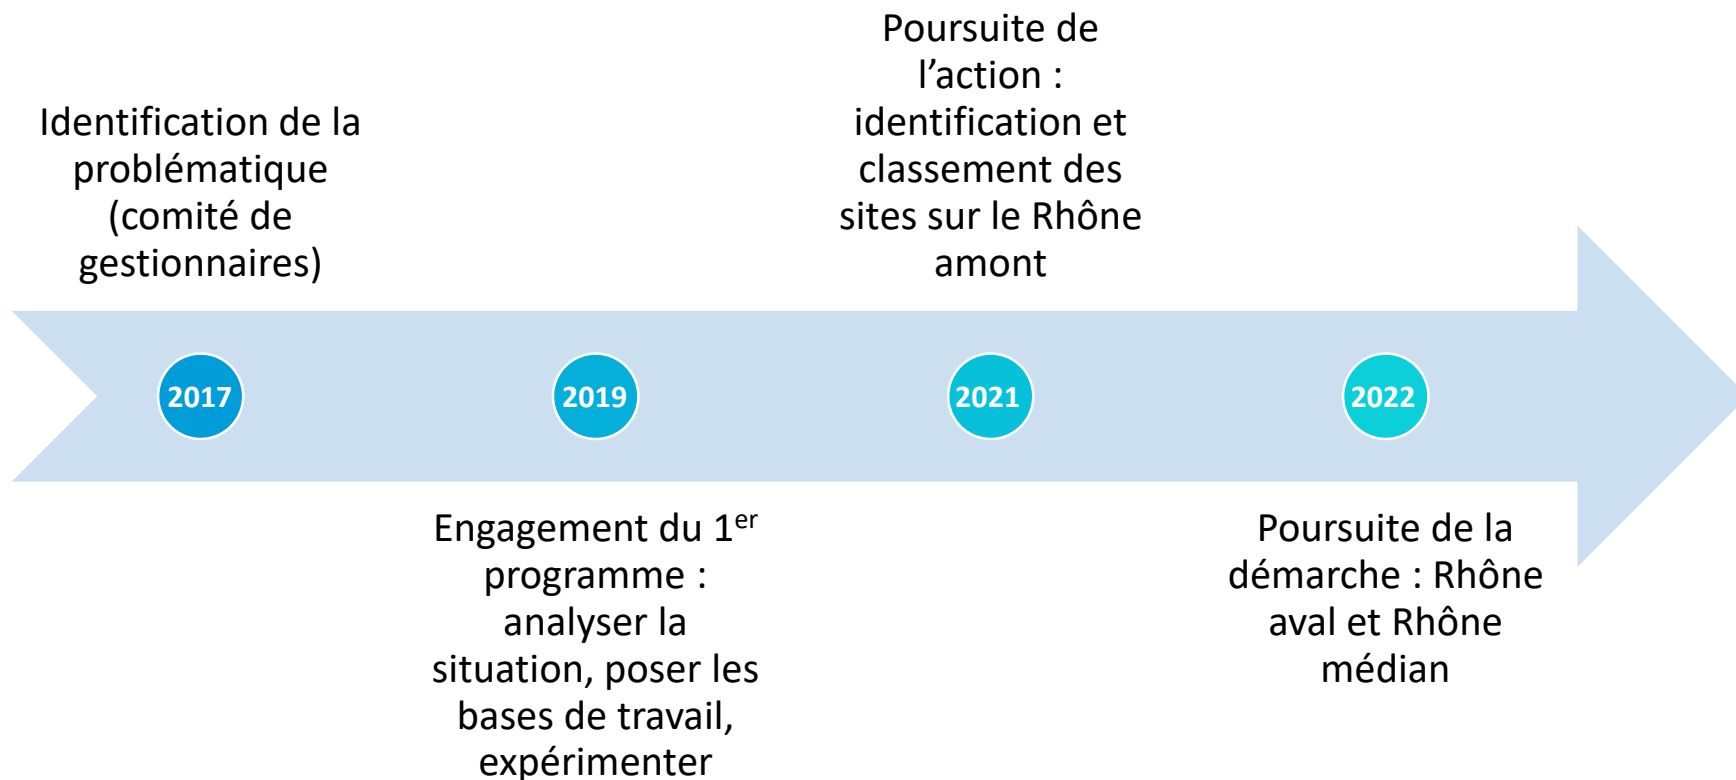 Identification de la
problématique
(comité de
gestionnaires)
2017
Engagement du 1er
programme :
analyser la
situation, poser les
bases de travail,
expérimenter
2019
Poursuite de
l’action :
identification et
classement des
sites sur le Rhône
amont
2021
Poursuite de la
démarche : Rhône
aval et Rhône
médian
2022